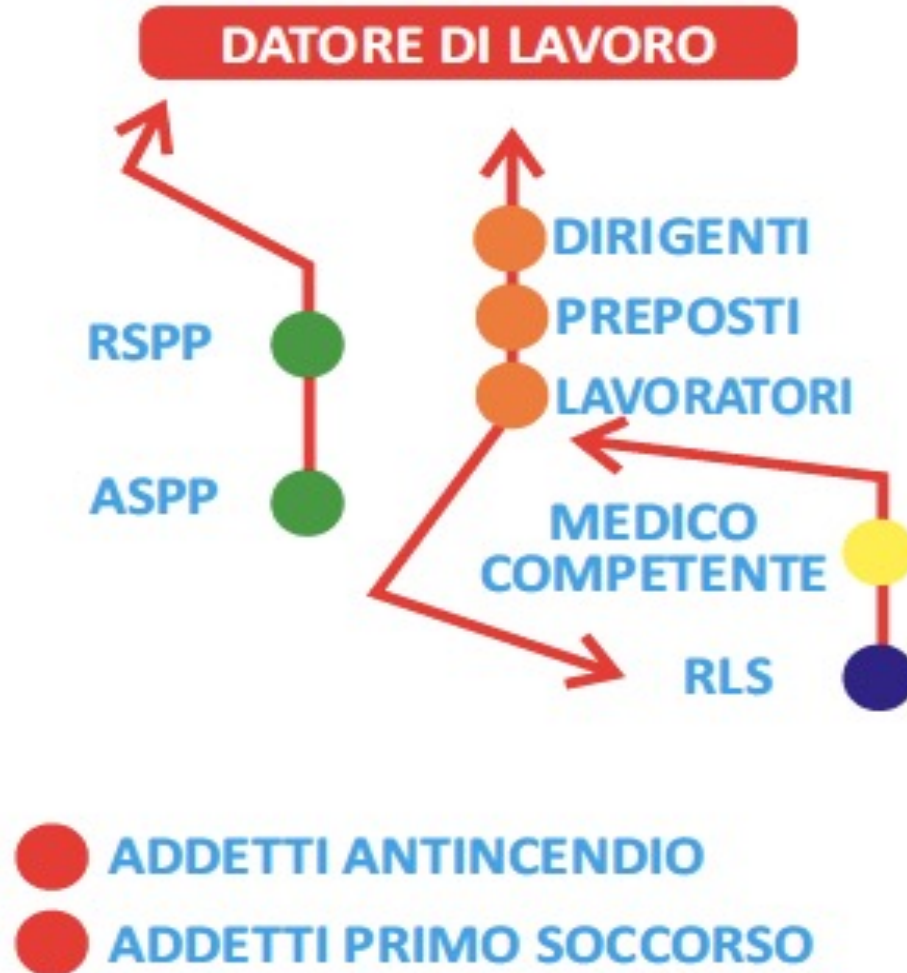 DATORE DI LAVORO
DIRIGENTI
RSPP
PREPOSTI
LAVORATORI
ASPP
MEDICO
COMPETENTE
RLS
ADDETTI ANTINCENDIO
ADDETTI PRIMO SOCCORSO